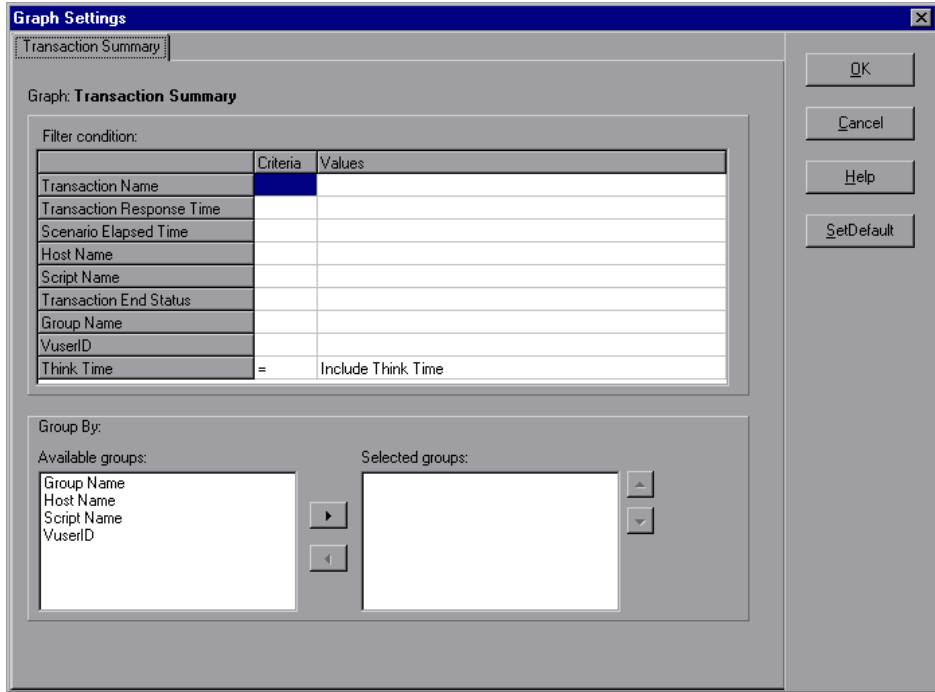 Graph Settings
Transaction Summary
Graph: Transaction Summary
Filter condition:
Criteria Values
Transaction Name
Transaction Response Time
Scenario Elapsed Time
Host Name
Script Name
Transaction End Status
Group Name
VuserID
Think Time = Include Think Time
Group By:
Available groups:
Group Name
Host Name
Script Name
VuserID
Selected groups:
OK
Cancel
Help
SetDefault